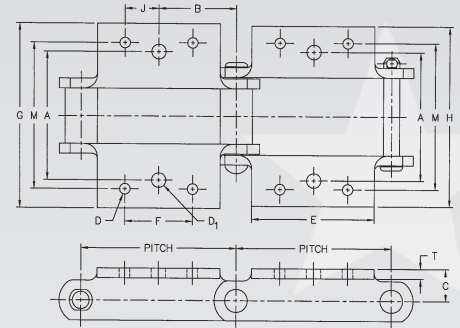 J B
G M A
A M H
D F D1 E
PITCH PITCH
T
C